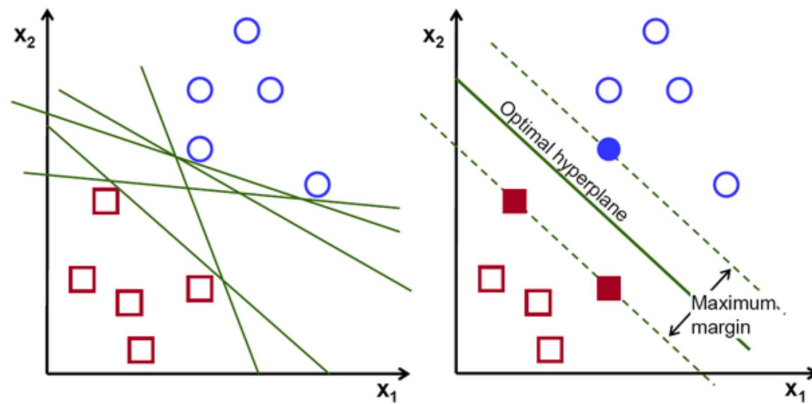 x₂
x₁
x₂
Optimal hyperplane
Maximum
margin
x₁